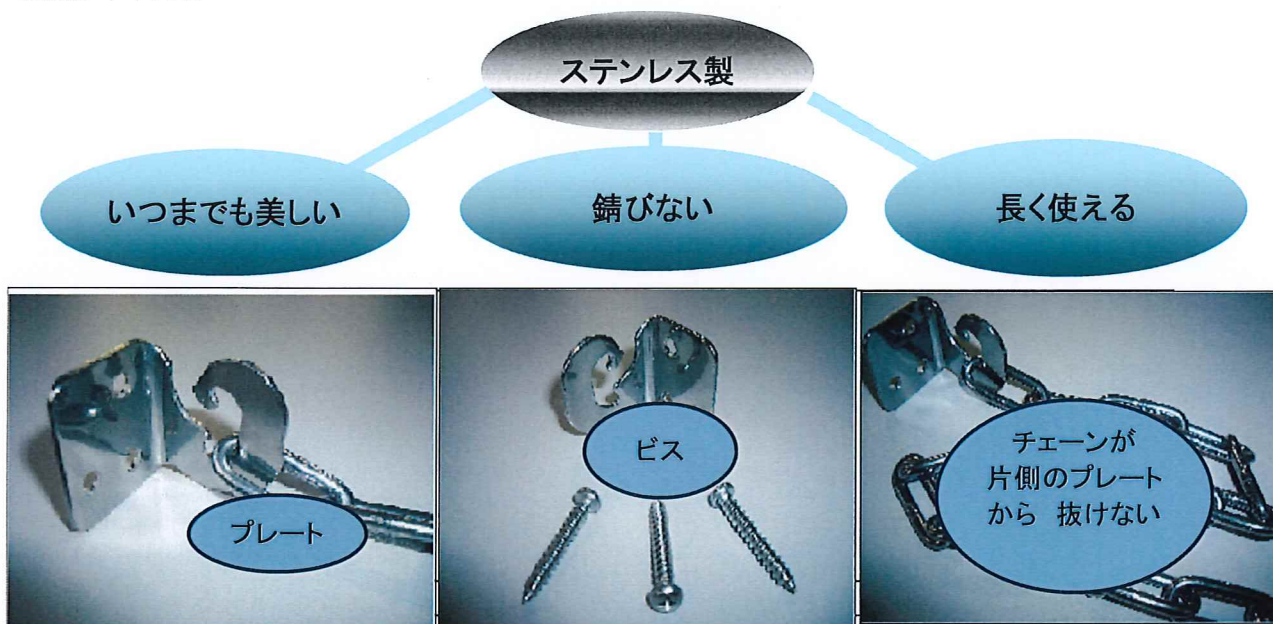 ステンレス製
いつまでも美しい
錆びない
長く使える
プレート
ビス
チェーンが
片側のプレート
から 抜けない